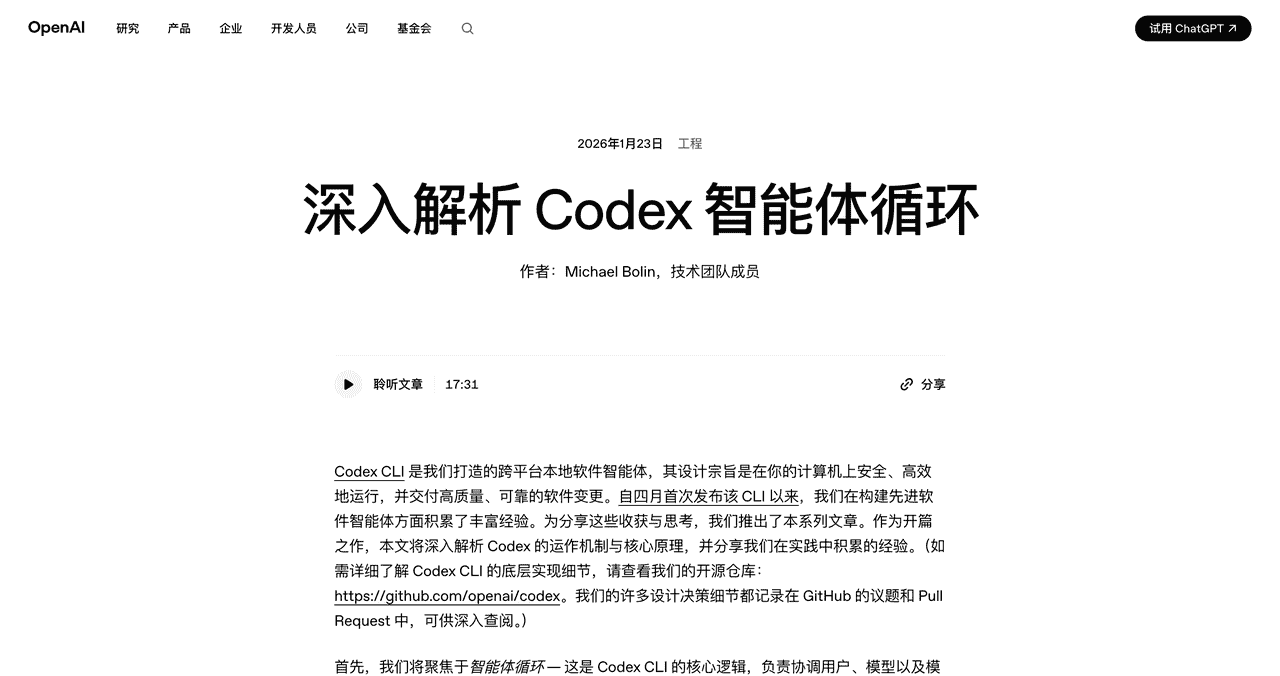 OpenAI 研究 产品 企业 开发人员 公司 基金会 试用 ChatGPT ↗
2026年1月23日 工程
深入解析 Codex 智能体循环
作者：Michael Bolin，技术团队成员
聆听文章 17:31 分享
Codex CLI 是我们打造的跨平台本地软件智能体，其设计宗旨是在你的计算机上安全、高效
地运行，并交付高质量、可靠的软件变更。自四月首次发布该 CLI 以来，我们在构建先进软
件智能体方面积累了丰富经验。为分享这些收获与思考，我们推出了本系列文章。作为开篇
之作，本文将深入解析 Codex 的运作机制与核心原理，并分享我们在实践中积累的经验。（如
需详细了解 Codex CLI 的底层实现细节，请查看我们的开源仓库：
https://github.com/openai/codex。我们的许多设计决策细节都记录在 GitHub 的议题和 Pull
Request 中，可供深入查阅。）
首先，我们将聚焦于智能体循环 — 这是 Codex CLI 的核心逻辑，负责协调用户、模型以及模